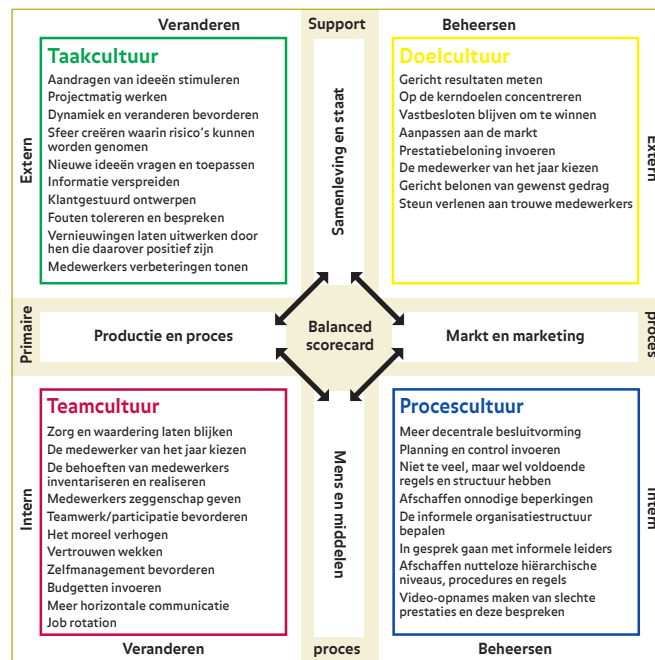 Veranderen
Support
Beheersen
Extern
Taakcultuur
Aandragen van ideeën stimuleren
Projectmatig werken
Dynamiek en veranderen bevorderen
Sfeer creëren waarin risico's kunnen
worden genomen
Nieuwe ideeën vragen en toepassen
Informatie verspreiden
Klantgestuurd ontwerpen
Fouten tolereren en bespreken
Vernieuwingen laten uitwerken door
hen die daarover positief zijn
Medewerkers verbeteringen tonen
Samenleving en staat
Doelcultuur
Gericht resultaten meten
Op de kerndoelen concentreren
Vastbesloten blijven om te winnen
Aanpassen aan de markt
Prestatiebeloning invoeren
De medewerker van het jaar kiezen
Gericht belonen van gewenst gedrag
Steun verlenen aan trouwe medewerkers
Extern
Primaire
Productie en proces
Balanced
scorecard
Markt en marketing
proces
Intern
Teamcultuur
Zorg en waardering laten blijken
De medewerker van het jaar kiezen
De behoeften van medewerkers
inventariseren en realiseren
Medewerkers zeggenschap geven
Teamwerk/participatie bevorderen
Het moreel verhogen
Vertrouwen wekken
Zelfmanagement bevorderen
Budgetten invoeren
Meer horizontale communicatie
Job rotation
Mens en middelen
Procescultuur
Meer decentrale besluitvorming
Planning en control invoeren
Niet te veel, maar wel voldoende
regels en structuur hebben
Afschaffen onnodige beperkingen
De informele organisatiestructuur
bepalen
In gesprek gaan met informele leiders
Afschaffen nutteloze hiërarchische
niveaus, procedures en regels
Video-opnames maken van slechte
prestaties en deze bespreken
Intern
Veranderen
proces
Beheersen